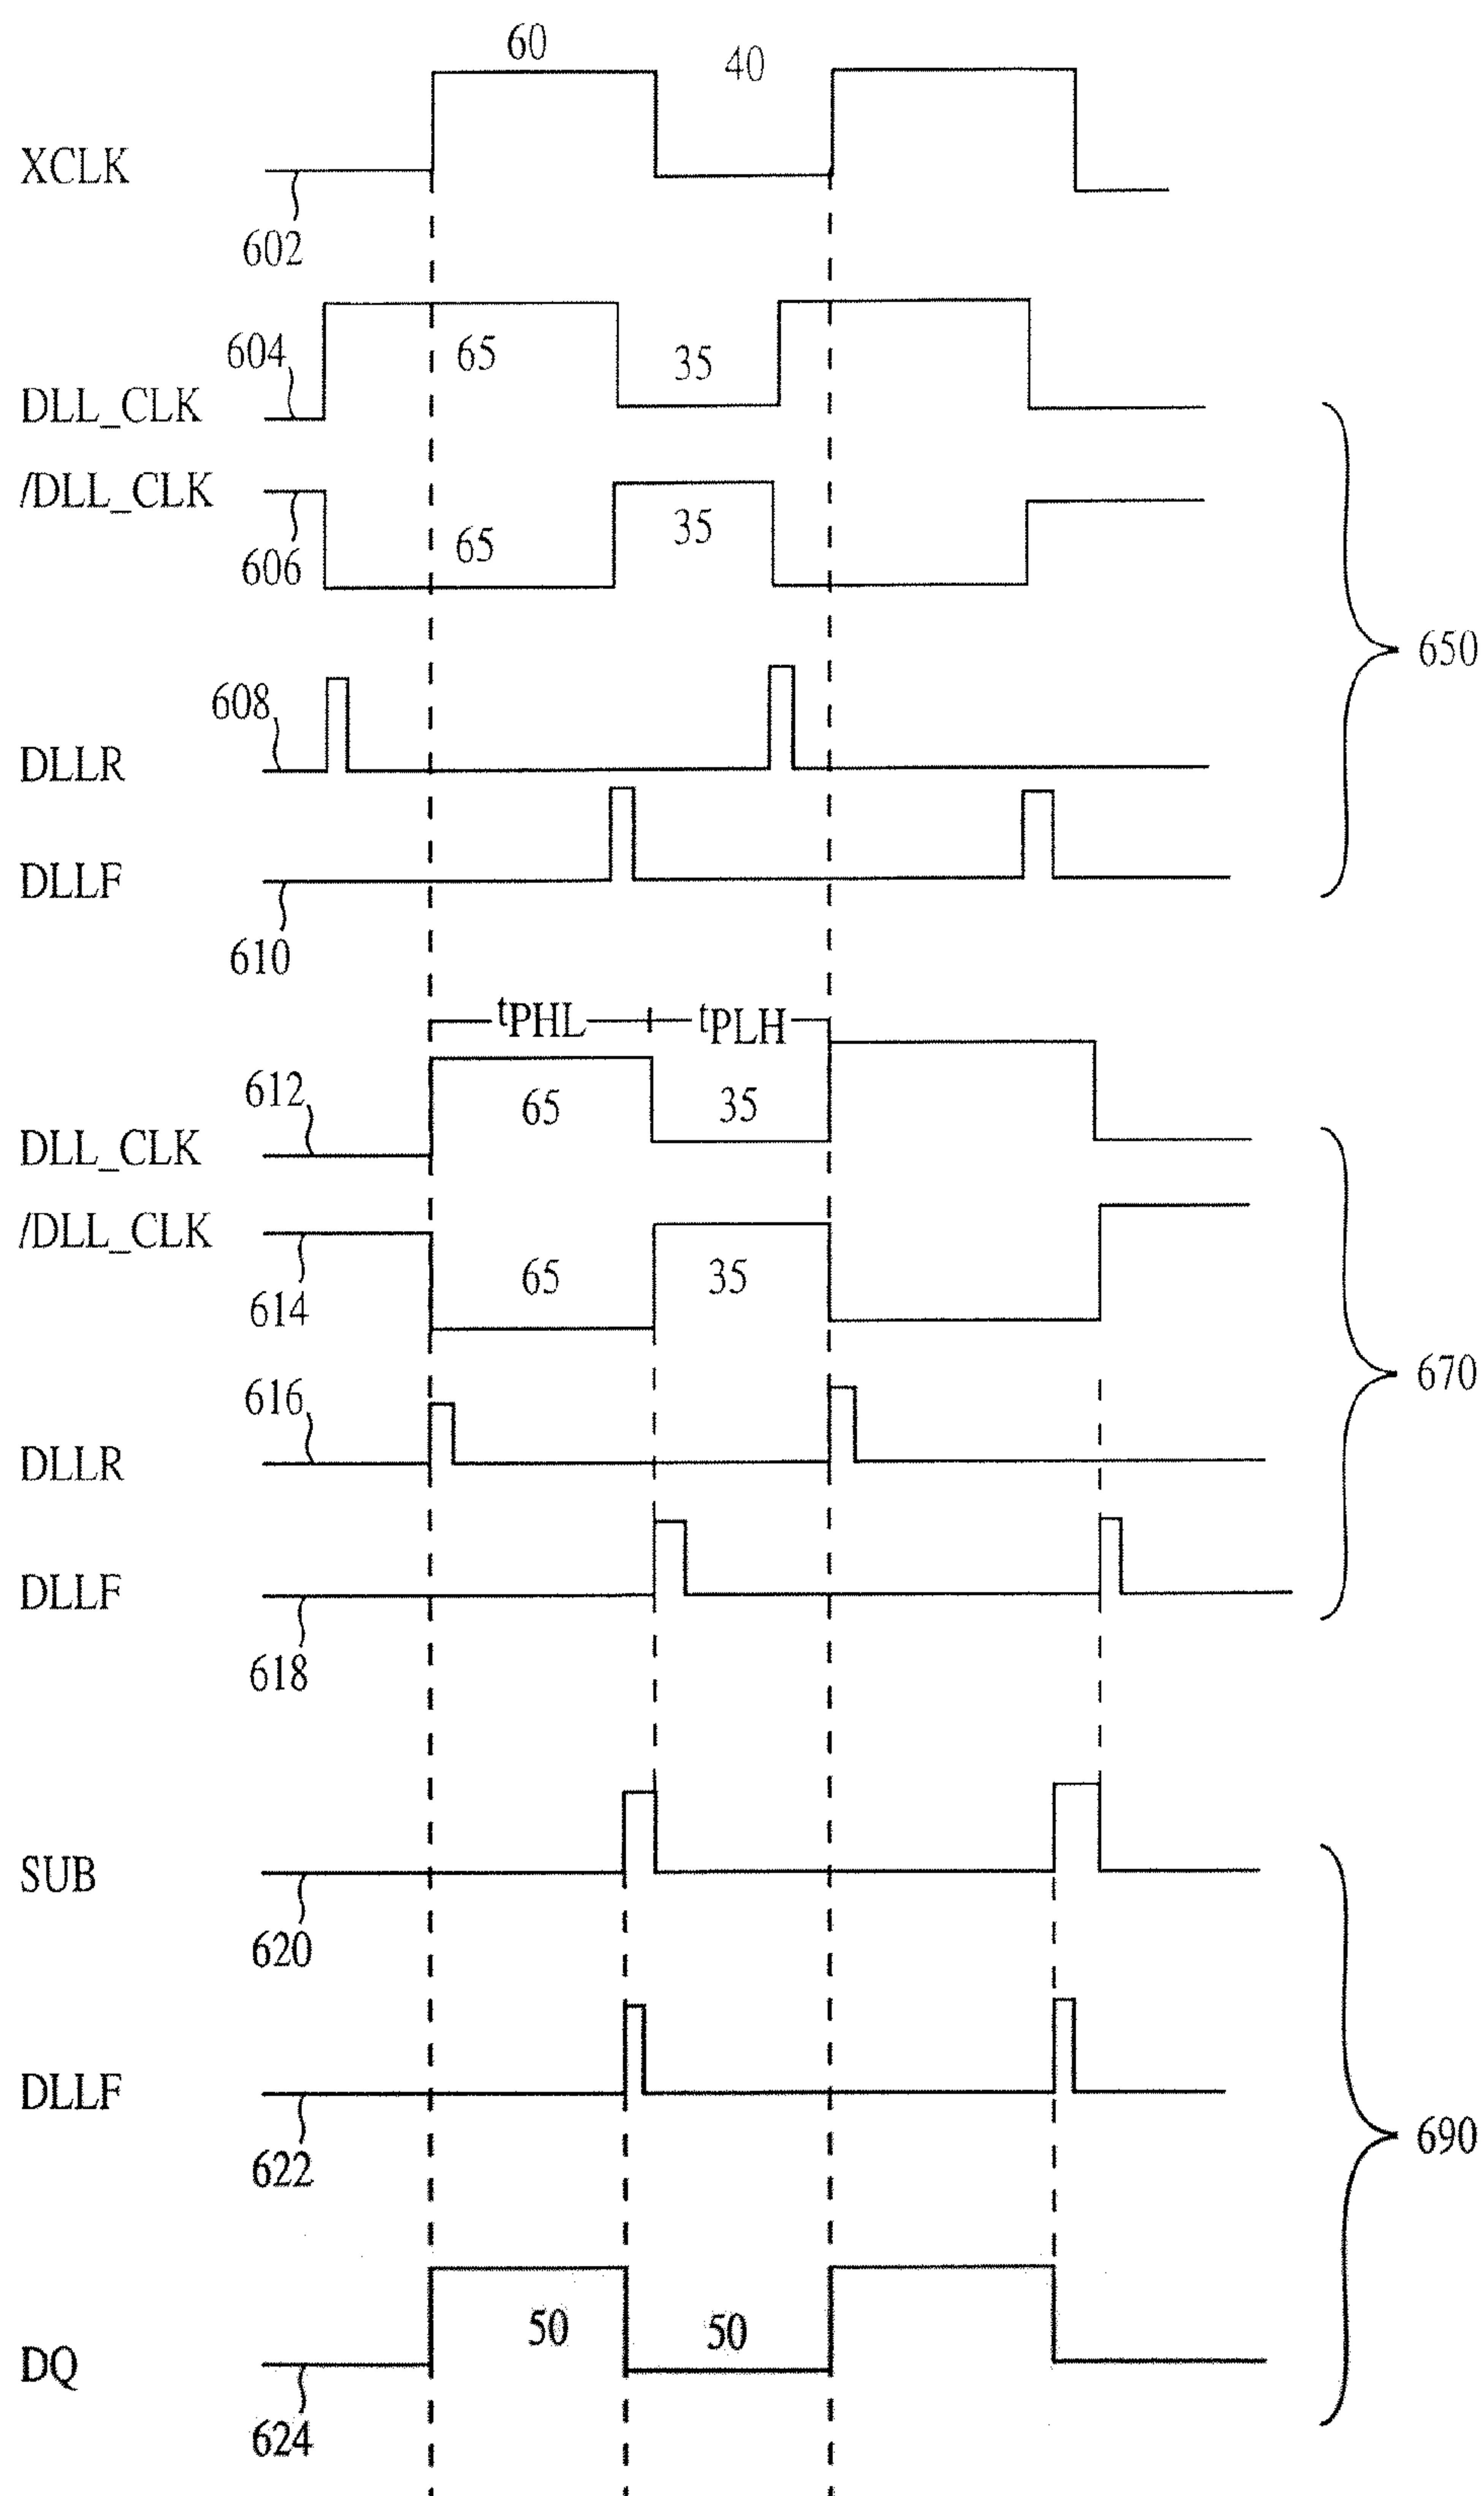 60
40
XCLK
602
604
65
35
DLL_CLK
/DLL_CLK
606
65
35
650
608
DLLR
DLLF
610
tPHL
tPLH
612
65
35
DLL_CLK
/DLL_CLK
614
65
35
670
616
DLLR
DLLF
618
SUB
620
DLLF
622
690
50
50
DQ
624